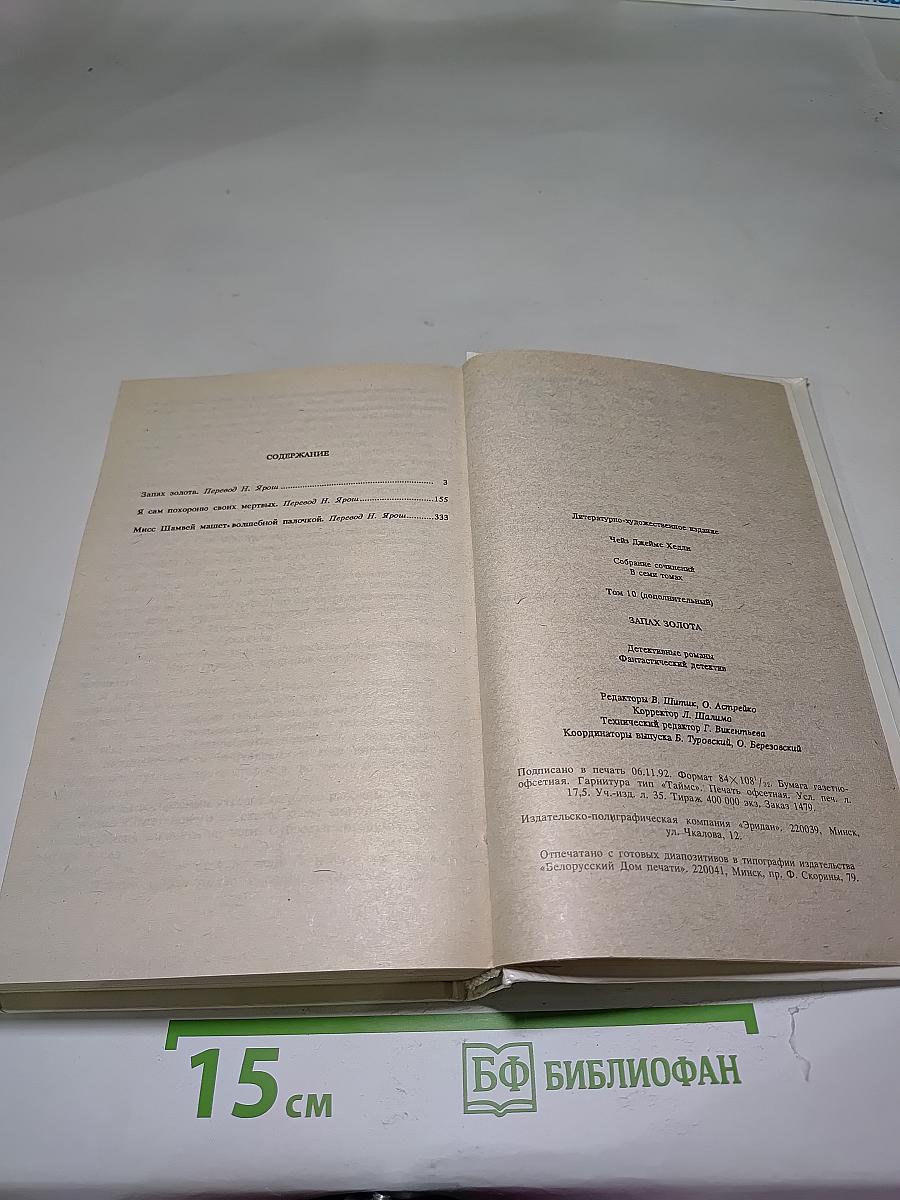 СОДЕРЖАНИЕ
Запах золота. Перевод Н. Ярош ........ 3
Я сам похороню своих мертвых. Перевод Н. Ярош ........ 155
Мисс Шамвей машет волшебной палочкой. Перевод Н. Ярош ........ 333
Литературно-художественное издание
Чейз Джеймс Хедли
Собрание сочинений
В семи томах
Том 10 (дополнительный)
ЗАПАХ ЗОЛОТА
Детективные романы
Фантастический детектив
Редакторы В. Шитик, О. Астрейко
Корректор Л. Шалимо
Технический редактор Г. Викентьева
Координаторы выпуска Б. Туровский, О. Березовский
Подписано в печать 06.11.92. Формат 84×108¹/₃₂. Бумага газетно-
офсетная. Гарнитура тип «Таймс». Печать офсетная. Усл. печ. л.
17,5. Уч.-изд. л. 35. Тираж 400 000 экз. Заказ 1479.
Издательско-полиграфическая компания «Эридан». 220039, Минск,
ул. Чкалова, 12.
Отпечатано с готовых диапозитивов в типографии издательства
«Белорусский Дом печати». 220041, Минск, пр. Ф. Скорины, 79.
15 см
БФ БИБЛИОФАН